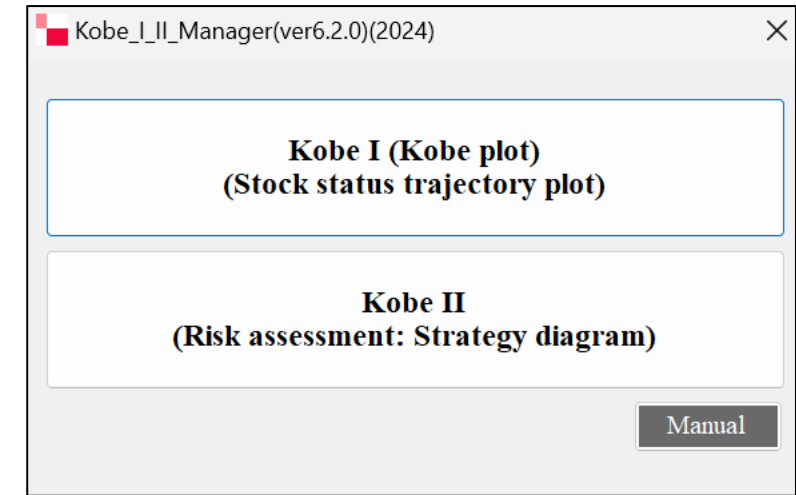 Kobe_I_II_Manager(ver6.2.0)(2024)
Kobe I (Kobe plot)
(Stock status trajectory plot)
Kobe II
(Risk assessment: Strategy diagram)
Manual